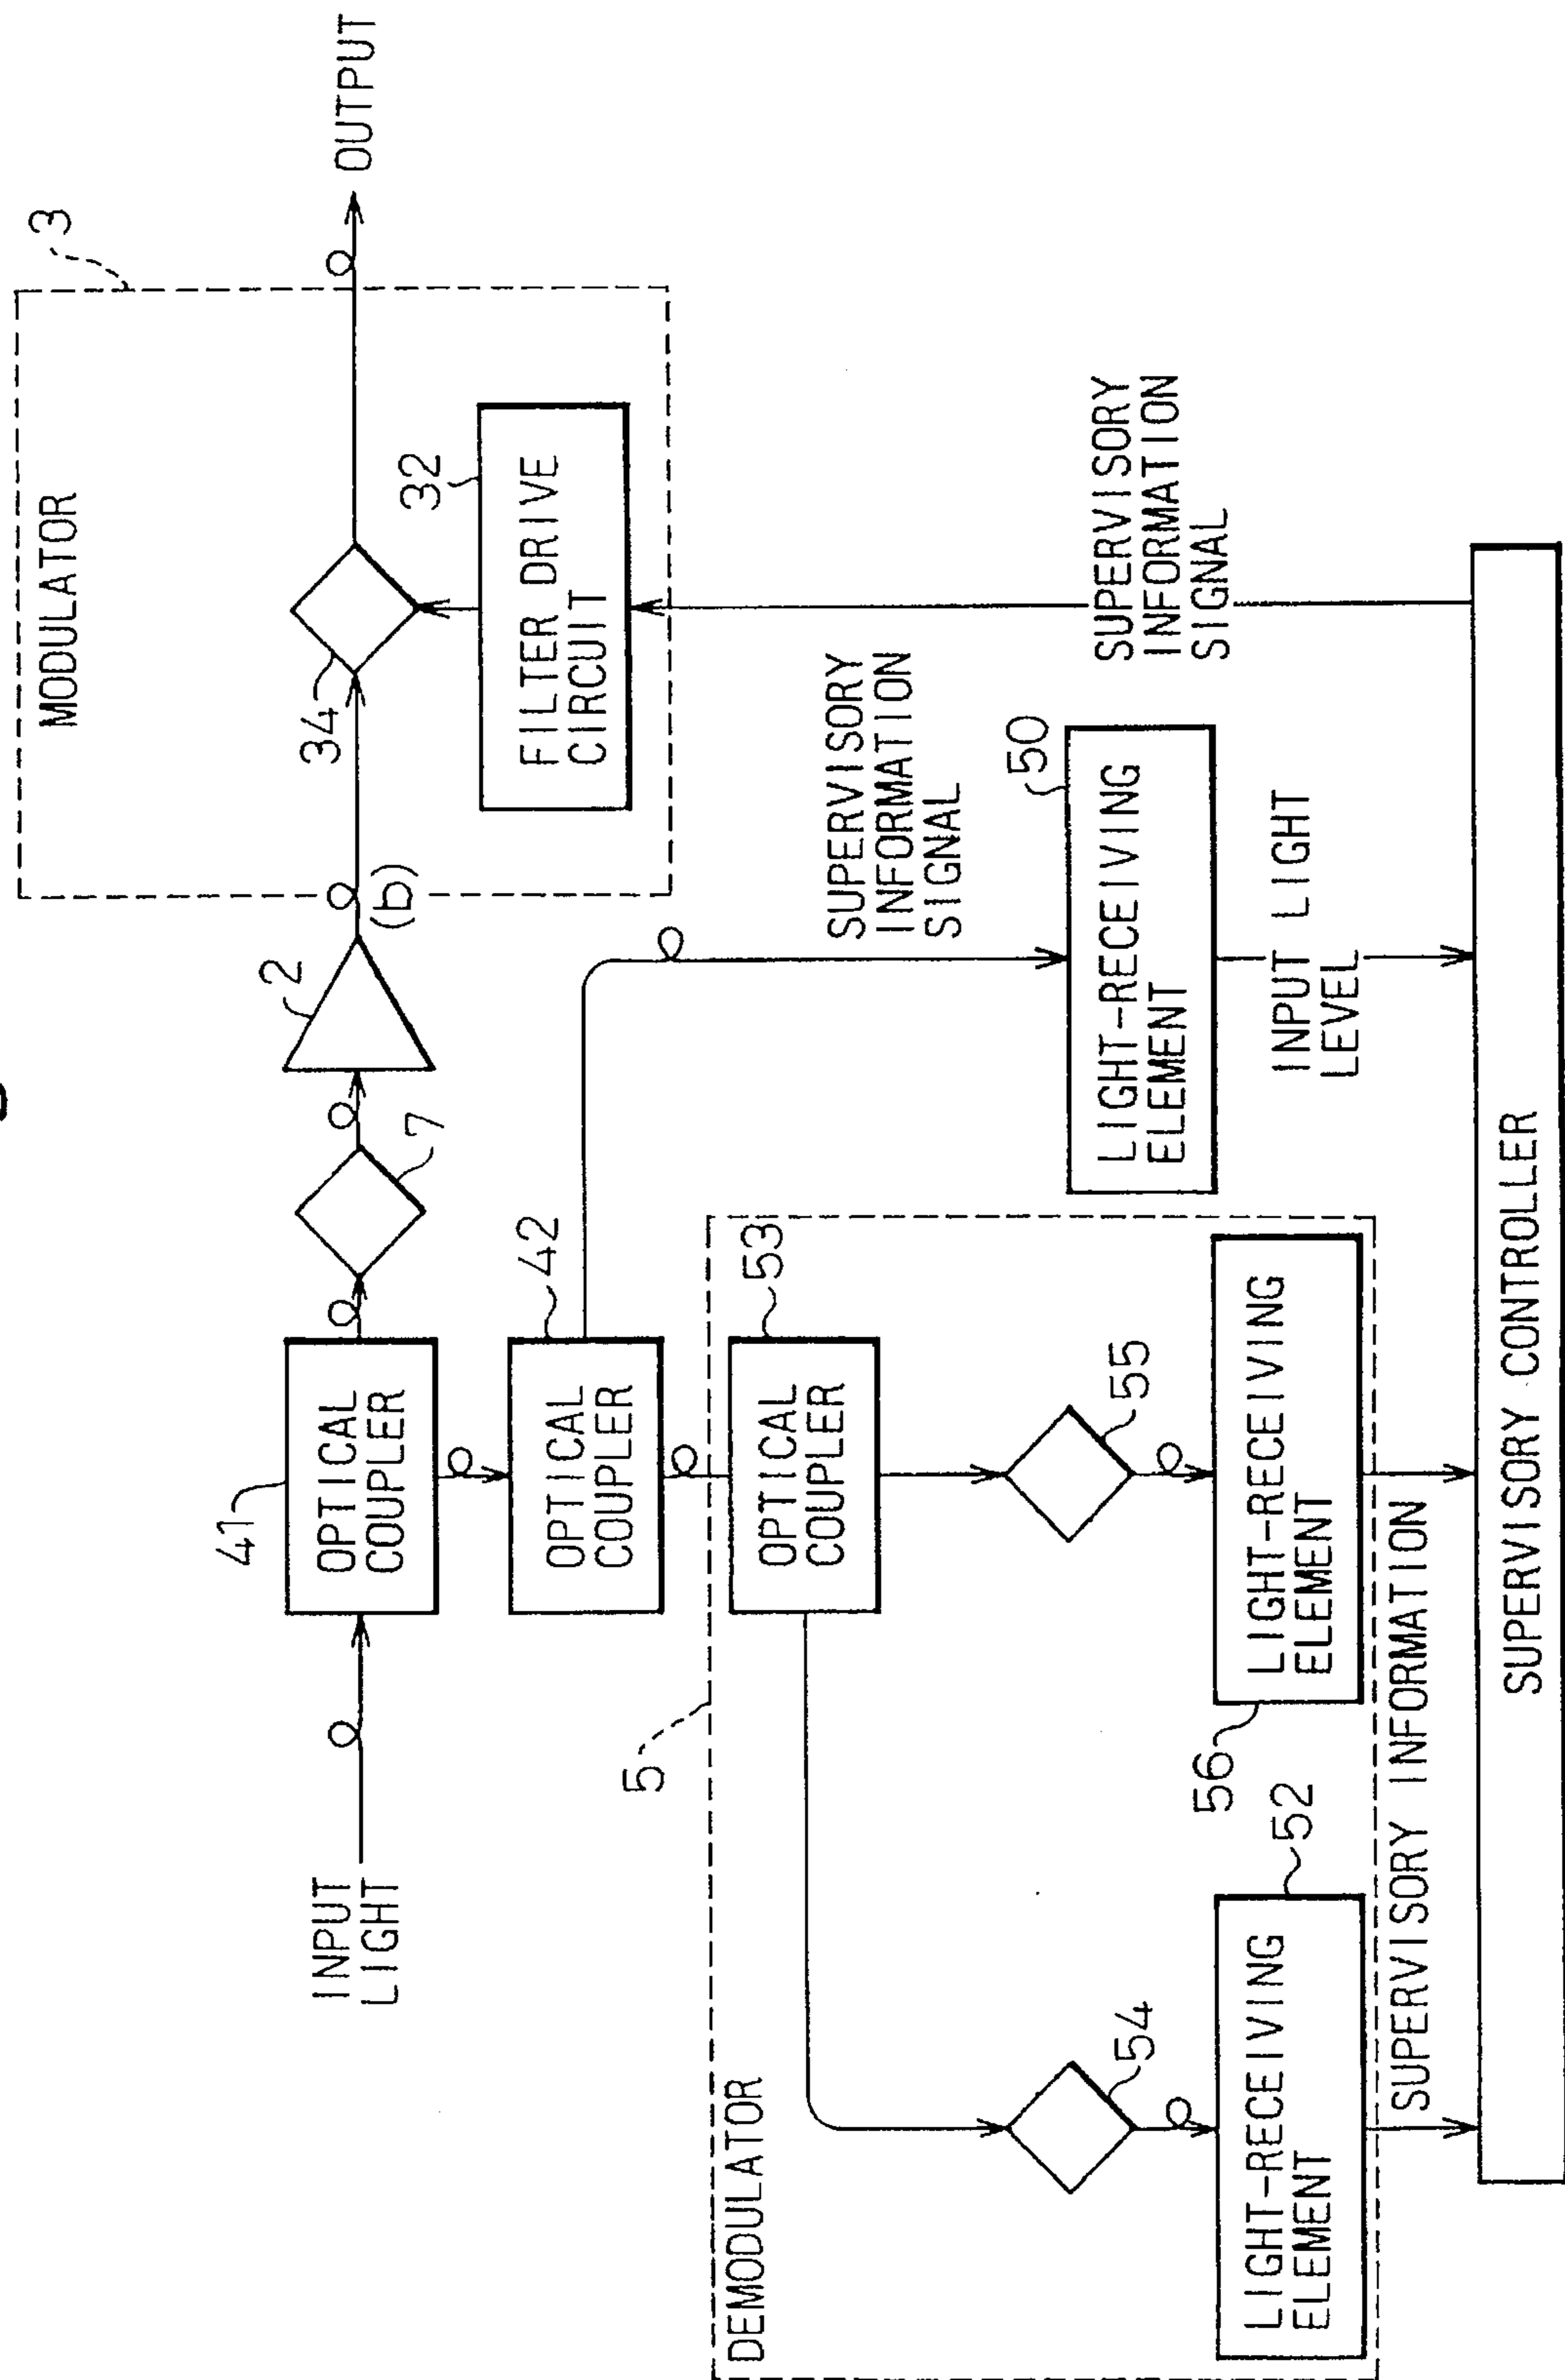 MODULATOR
3
OUTPUT
INPUT
LIGHT
41
OPTICAL
COUPLER
7
2
(b)
34
32
FILTER DRIVE
CIRCUIT
OPTICAL
COUPLER
42
SUPERVISORY
INFORMATION
SIGNAL
SUPERVISORY
INFORMATION
SIGNAL
5
DEMODULATOR
OPTICAL
COUPLER
53
54
55
50
LIGHT-RECEIVING
ELEMENT
INPUT LIGHT
LEVEL
LIGHT-RECEIVING
ELEMENT
52
56
LIGHT-RECEIVING
ELEMENT
SUPERVISORY INFORMATION
SUPERVISORY CONTROLLER